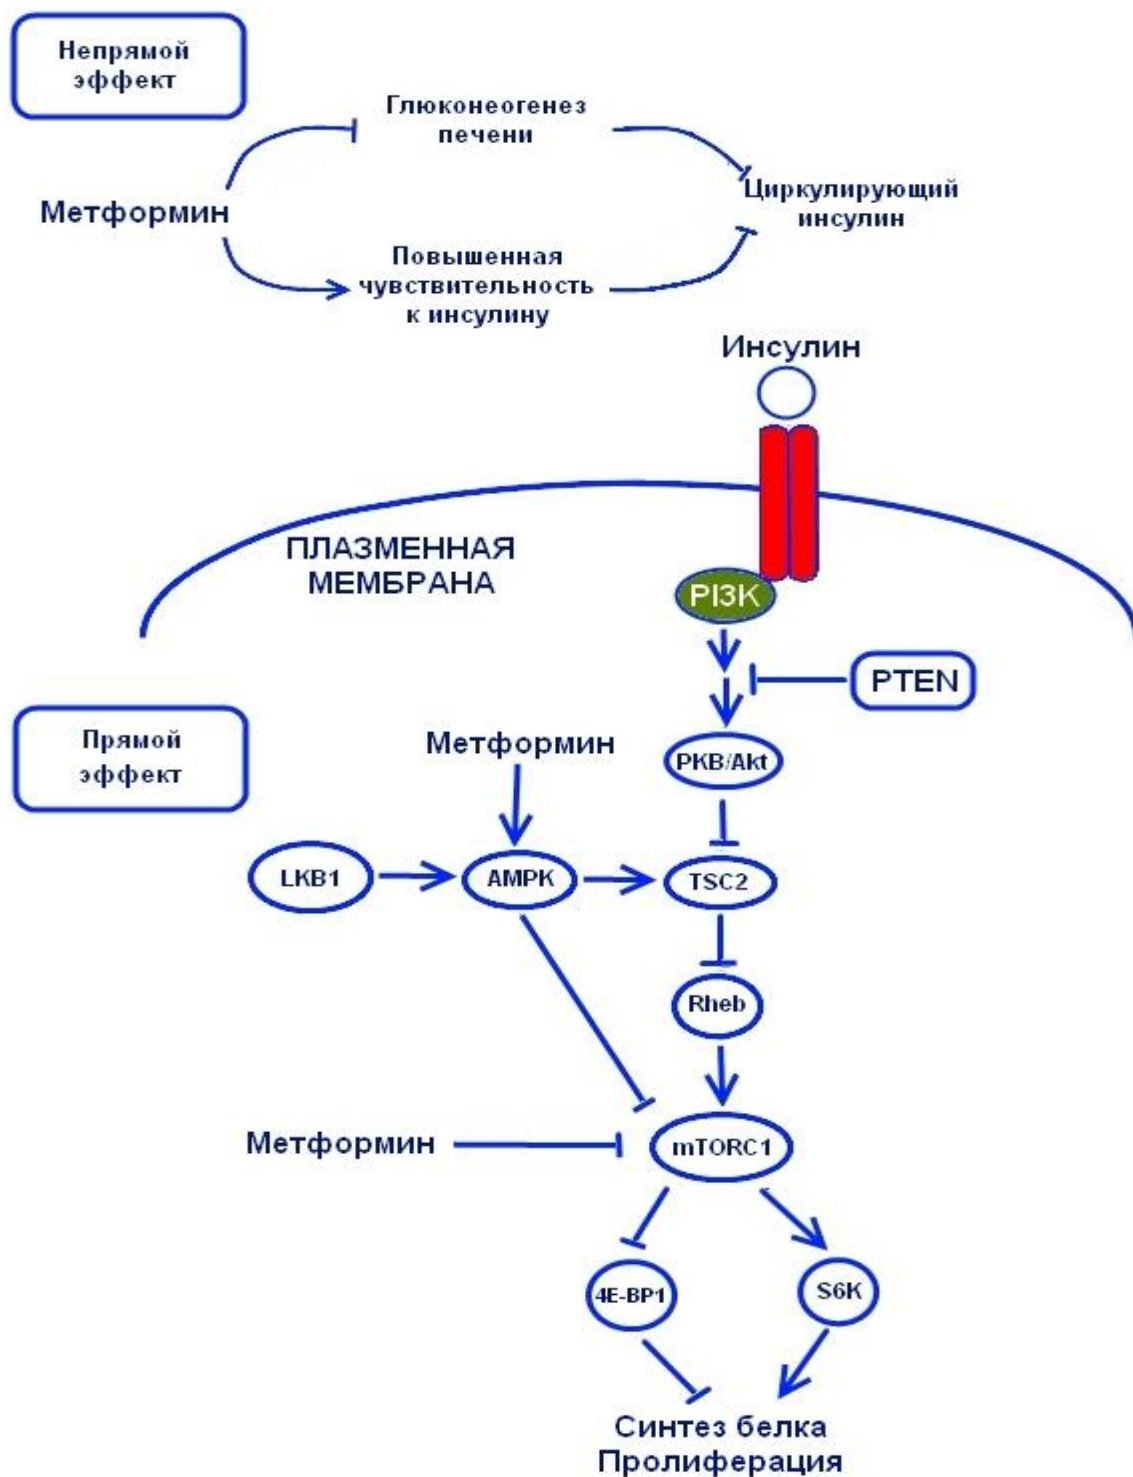 Непрямой
эффект
Глюконеогенез
печени
Метформин
Циркулирующий
инсулин
Повышенная
чувствительность
к инсулину
Инсулин
ПЛАЗМЕННАЯ
МЕМБРАНА
PI3K
PTEN
Прямой
эффект
Метформин
PKB/Akt
LKB1
AMPK
TSC2
Rheb
Метформин
mTORC1
4E-BP1
S6K
Синтез белка
Пролиферация